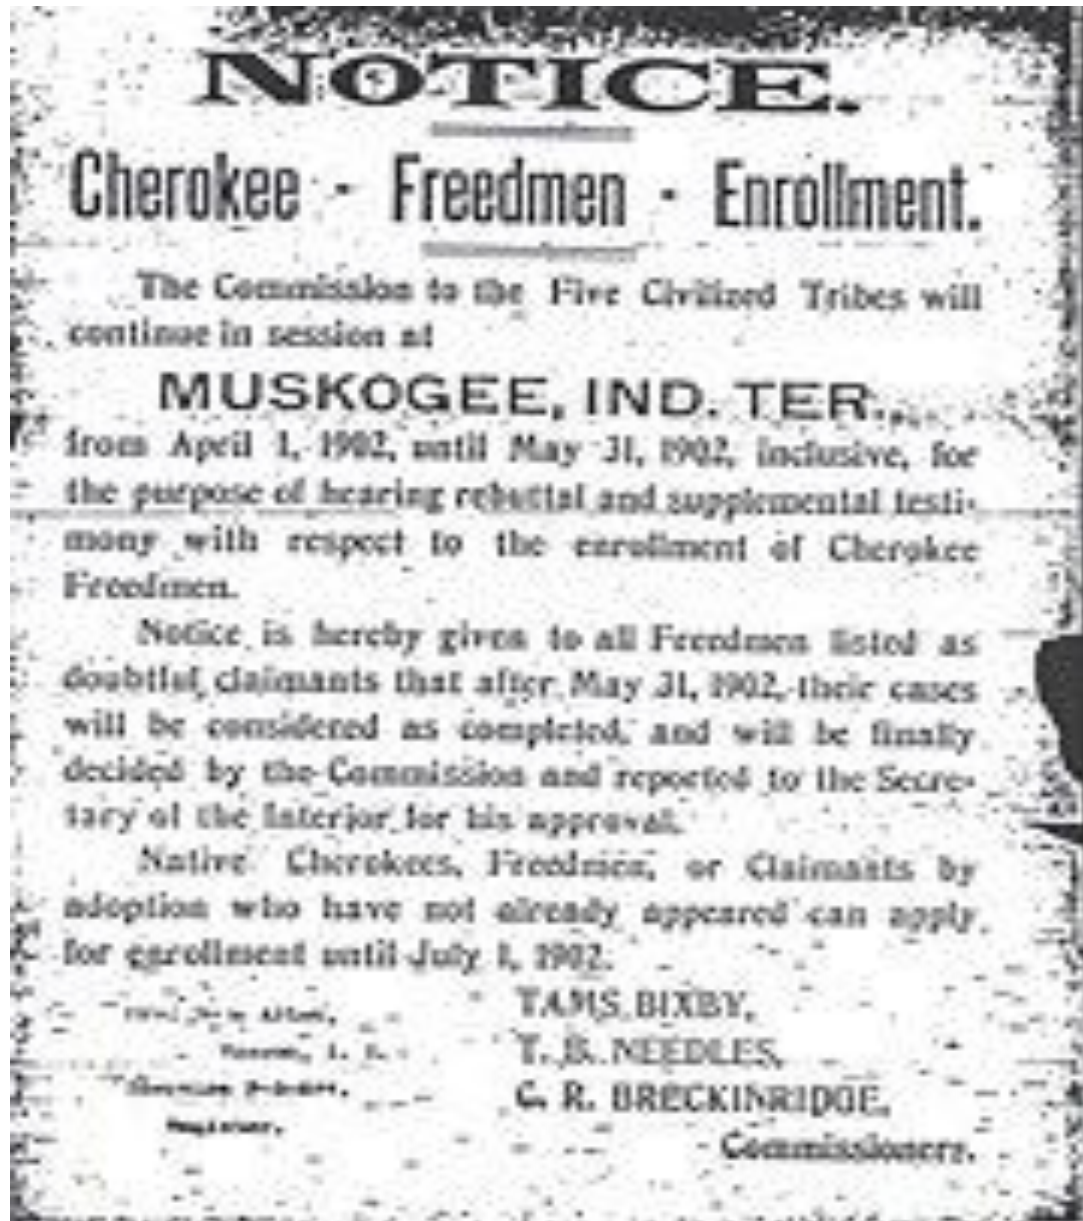 NOTICE.
Cherokee - Freedmen - Enrollment.
The Commission to the Five Civilized Tribes will
continue in session at
MUSKOGEE, IND. TER.,
from April 1, 1902, until May 31, 1902, inclusive, for
the purpose of hearing rebuttal and supplemental testi-
mony with respect to the enrollment of Cherokee
Freedmen.
Notice is hereby given to all Freedmen listed as
doubtful claimants that after May 31, 1902, their cases
will be considered as completed, and will be finally
decided by the Commission and reported to the Secre-
tary of the Interior for his approval.
Native Cherokees, Freedmen, or Claimants by
adoption who have not already appeared can apply
for enrollment until July 1, 1902.
TAMS BIXBY,
T. B. NEEDLES,
C. R. BRECKINRIDGE,
Commissioners.